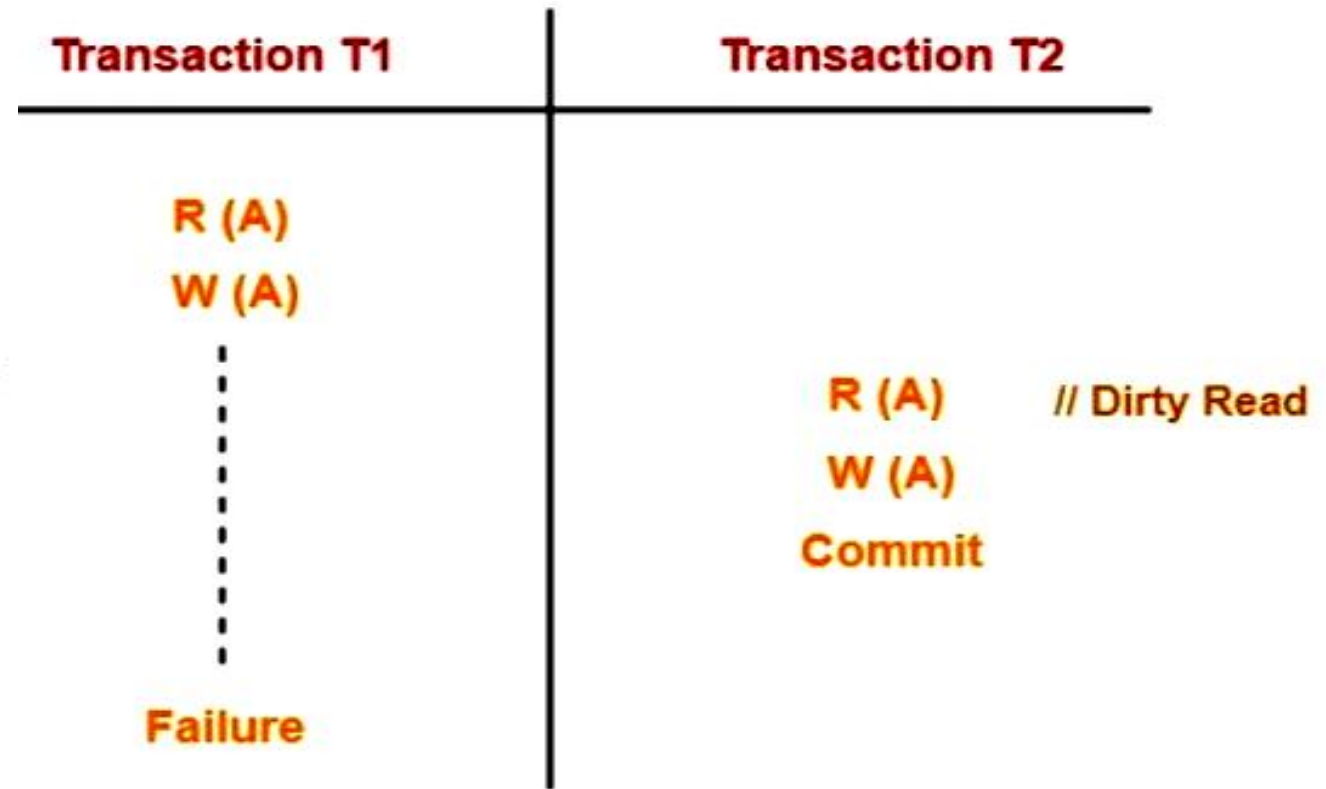 Transaction T1 Transaction T2
R (A)
W (A)
R (A) // Dirty Read
W (A)
Commit
Failure